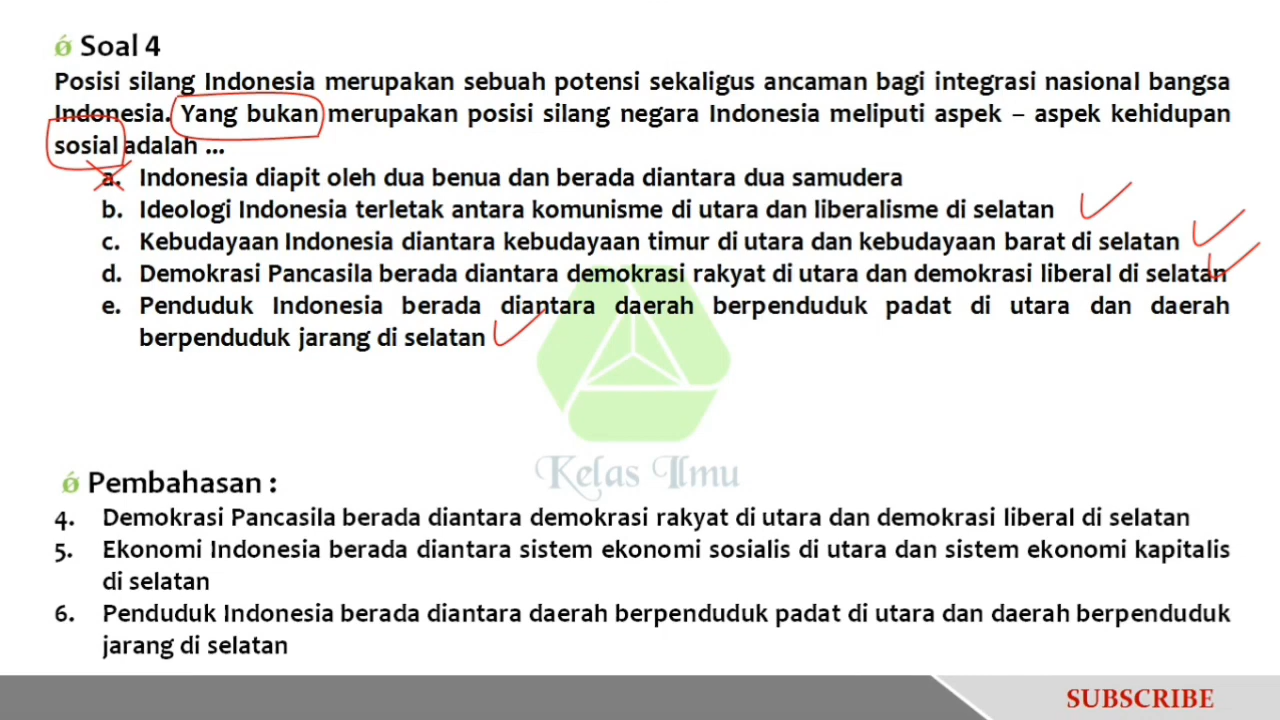 Soal 4
Posisi silang Indonesia merupakan sebuah potensi sekaligus ancaman bagi integrasi nasional bangsa
Indonesia. Yang bukan merupakan posisi silang negara Indonesia meliputi aspek – aspek kehidupan
sosial adalah ...
a. Indonesia diapit oleh dua benua dan berada diantara dua samudera
b. Ideologi Indonesia terletak antara komunisme di utara dan liberalisme di selatan
c. Kebudayaan Indonesia diantara kebudayaan timur di utara dan kebudayaan barat di selatan
d. Demokrasi Pancasila berada diantara demokrasi rakyat di utara dan demokrasi liberal di selatan
e. Penduduk Indonesia berada diantara daerah berpenduduk padat di utara dan daerah
berpenduduk jarang di selatan
Kelas Ilmu
Pembahasan :
4. Demokrasi Pancasila berada diantara demokrasi rakyat di utara dan demokrasi liberal di selatan
5. Ekonomi Indonesia berada diantara sistem ekonomi sosialis di utara dan sistem ekonomi kapitalis
di selatan
6. Penduduk Indonesia berada diantara daerah berpenduduk padat di utara dan daerah berpenduduk
jarang di selatan
SUBSCRIBE